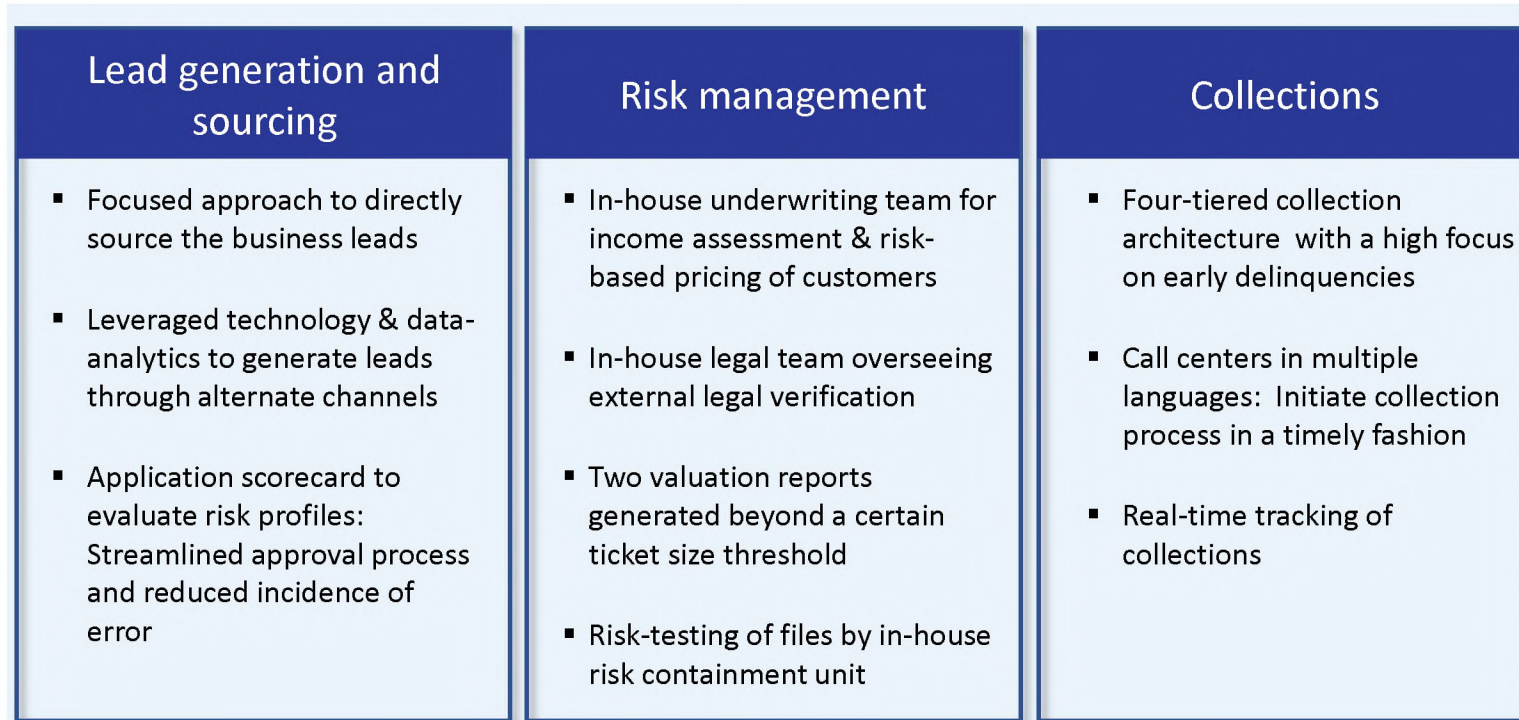 Lead generation and
sourcing
▪ Focused approach to directly
source the business leads
▪ Leveraged technology & data-
analytics to generate leads
through alternate channels
▪ Application scorecard to
evaluate risk profiles:
Streamlined approval process
and reduced incidence of
error
Risk management
▪ In-house underwriting team for
income assessment & risk-
based pricing of customers
▪ In-house legal team overseeing
external legal verification
▪ Two valuation reports
generated beyond a certain
ticket size threshold
▪ Risk-testing of files by in-house
risk containment unit
Collections
▪ Four-tiered collection
architecture  with a high focus
on early delinquencies
▪ Call centers in multiple
languages:  Initiate collection
process in a timely fashion
▪ Real-time tracking of
collections